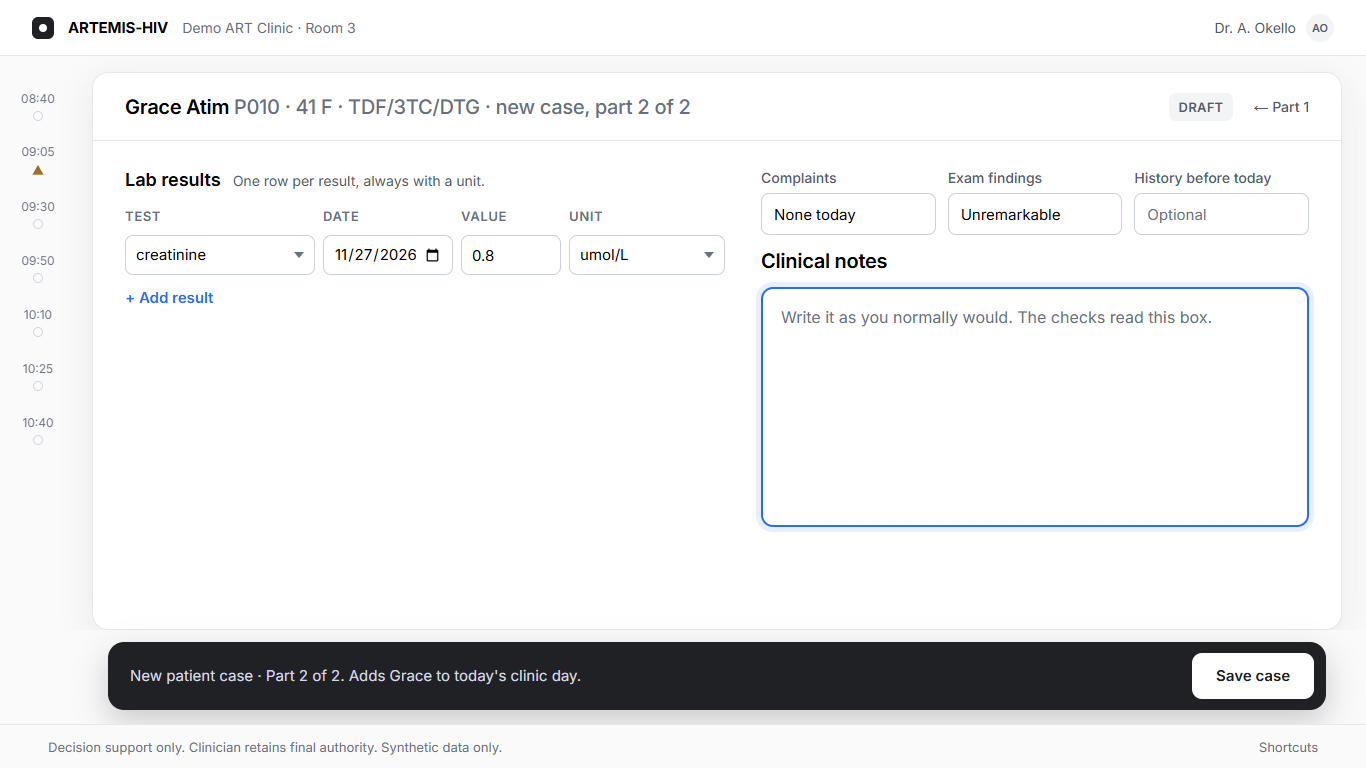 ARTEMIS-HIV Demo ART Clinic · Room 3
Dr. A. Okello AO
08:40
09:05
09:30
09:50
10:10
10:25
10:40
Grace Atim P010 · 41 F · TDF/3TC/DTG · new case, part 2 of 2
DRAFT ← Part 1
Lab results One row per result, always with a unit.
TEST DATE VALUE UNIT
creatinine 11/27/2026 0.8 umol/L
+ Add result
Complaints Exam findings History before today
None today Unremarkable Optional
Clinical notes
Write it as you normally would. The checks read this box.
New patient case · Part 2 of 2. Adds Grace to today's clinic day.
Save case
Decision support only. Clinician retains final authority. Synthetic data only.
Shortcuts